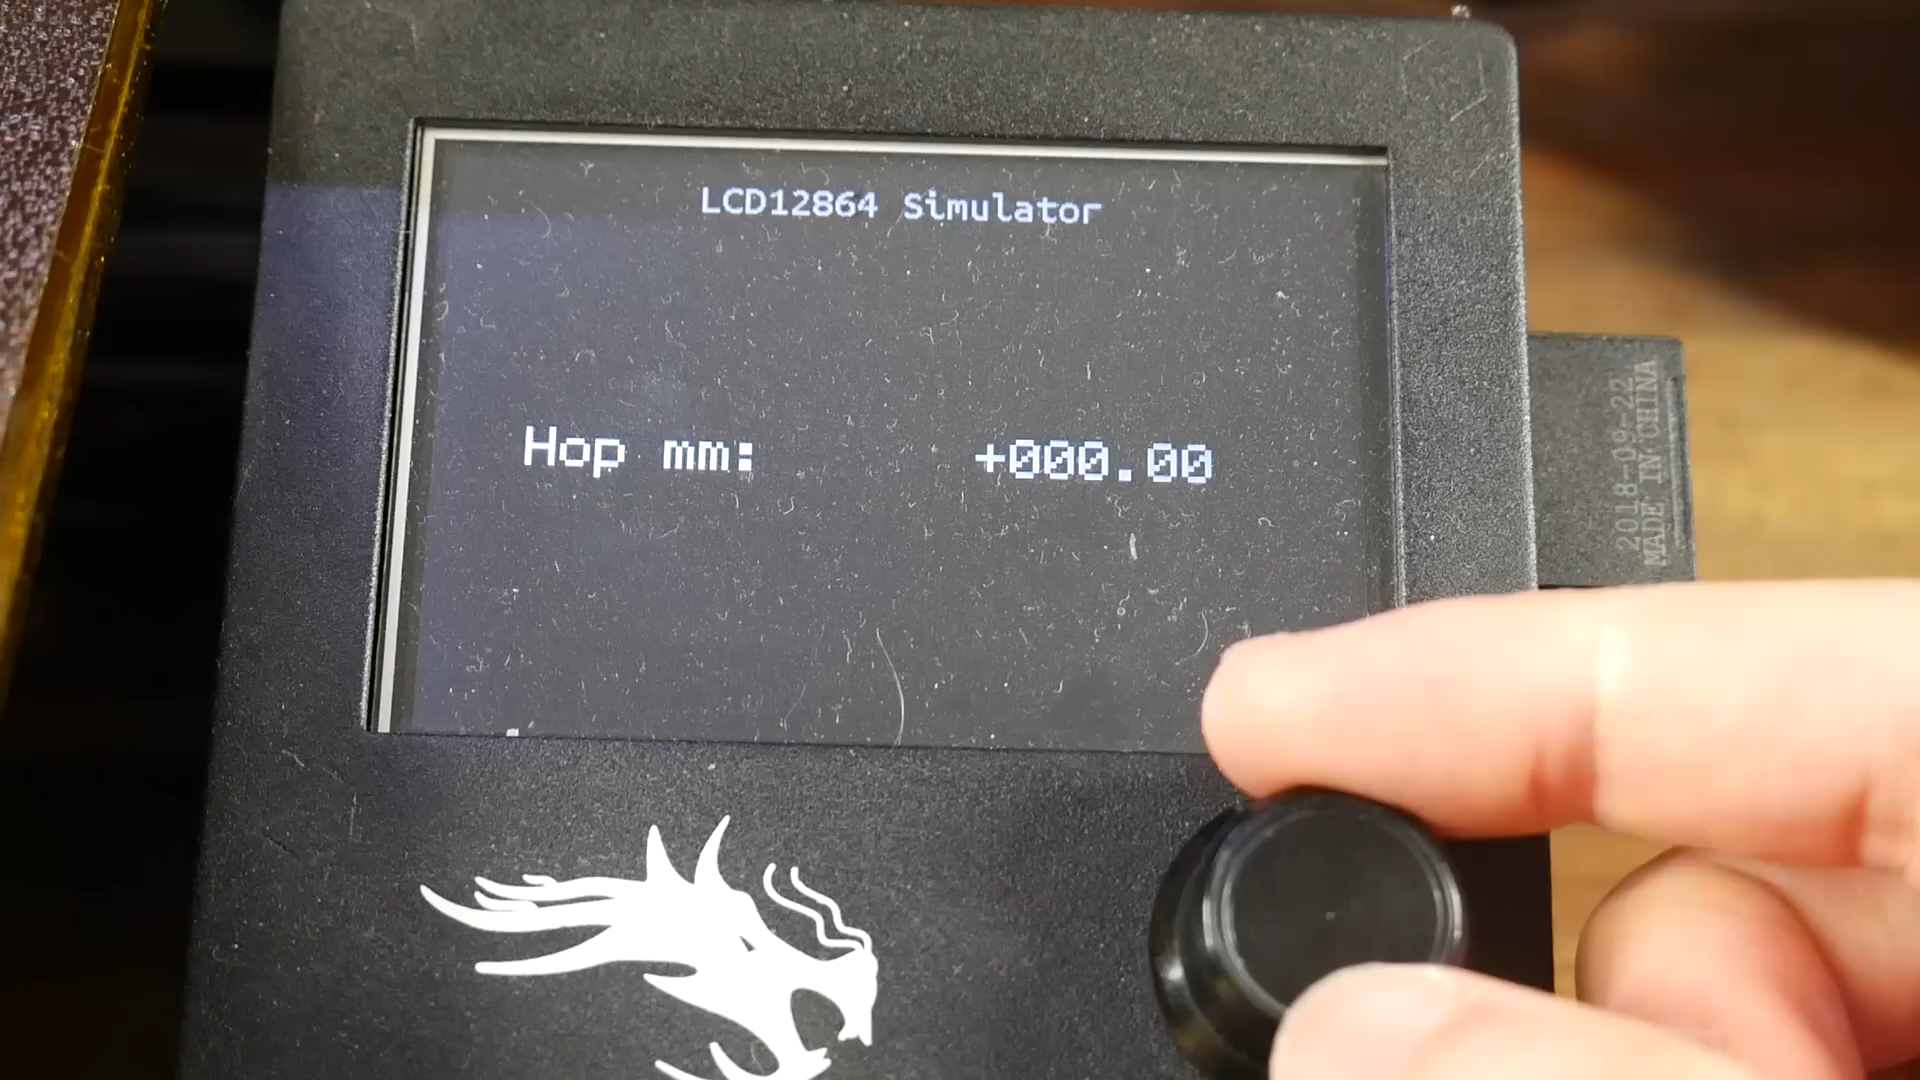 LCD12864 Simulator
Hop mm: +000.00
2018-09-22
MADE IN CHINA